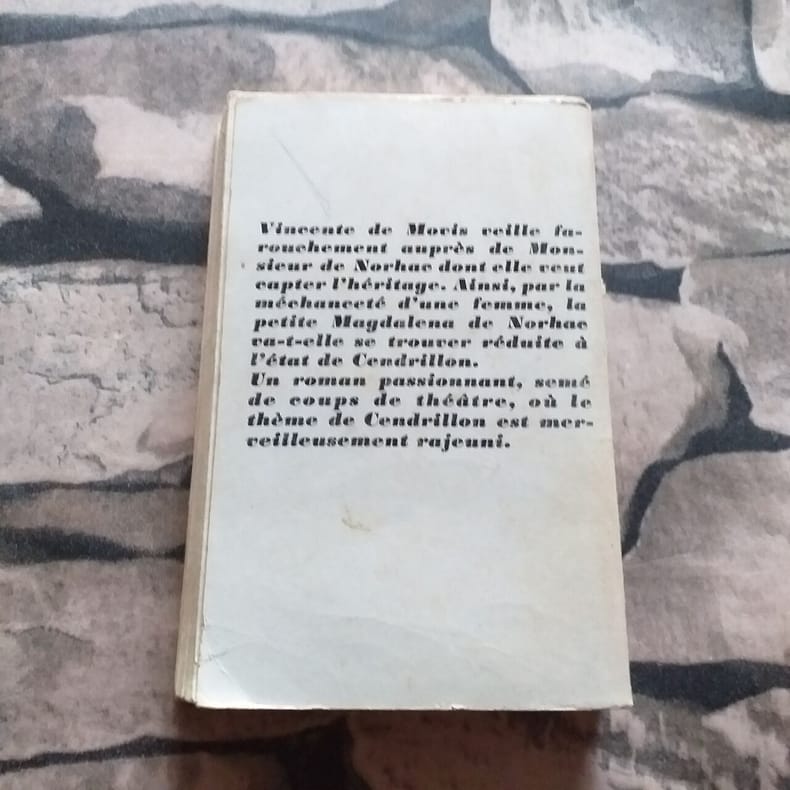 Vincente de Movis veille fa-
rouchement auprès de Mon-
sieur de Norhac dont elle veut
capter l'héritage. Ainsi, par la
méchanceté d'une femme, la
petite Magdalena de Norhac
va-t-elle se trouver réduite à
l'état de Cendrillon.
Un roman passionnant, semé
de coups de théâtre, où le
thème de Cendrillon est mer-
veilleusement rajeuni.